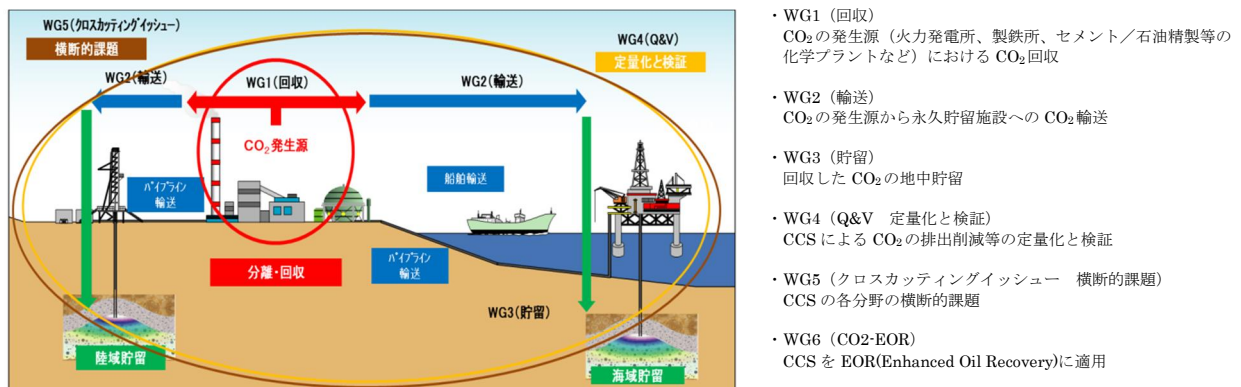 WG5(クロスカッティングイッシュー)
横断的課題
WG4(Q&V)
定量化と検証
WG2(輸送)
WG1(回収)
WG2(輸送)
CO₂発生源
パイプライン
輸送
船舶輸送
分離・回収
パイプライン
輸送
WG3(貯留)
陸域貯留
海域貯留
・WG1（回収）
CO₂の発生源（火力発電所、製鉄所、セメント／石油精製等の
化学プラントなど）における CO₂回収
・WG2（輸送）
CO₂の発生源から永久貯留施設への CO₂輸送
・WG3（貯留）
回収した CO₂の地中貯留
・WG4（Q&V　定量化と検証）
CCS による CO₂の排出削減等の定量化と検証
・WG5（クロスカッティングイッシュー　横断的課題）
CCS の各分野の横断的課題
・WG6（CO2-EOR）
CCS を EOR(Enhanced Oil Recovery)に適用